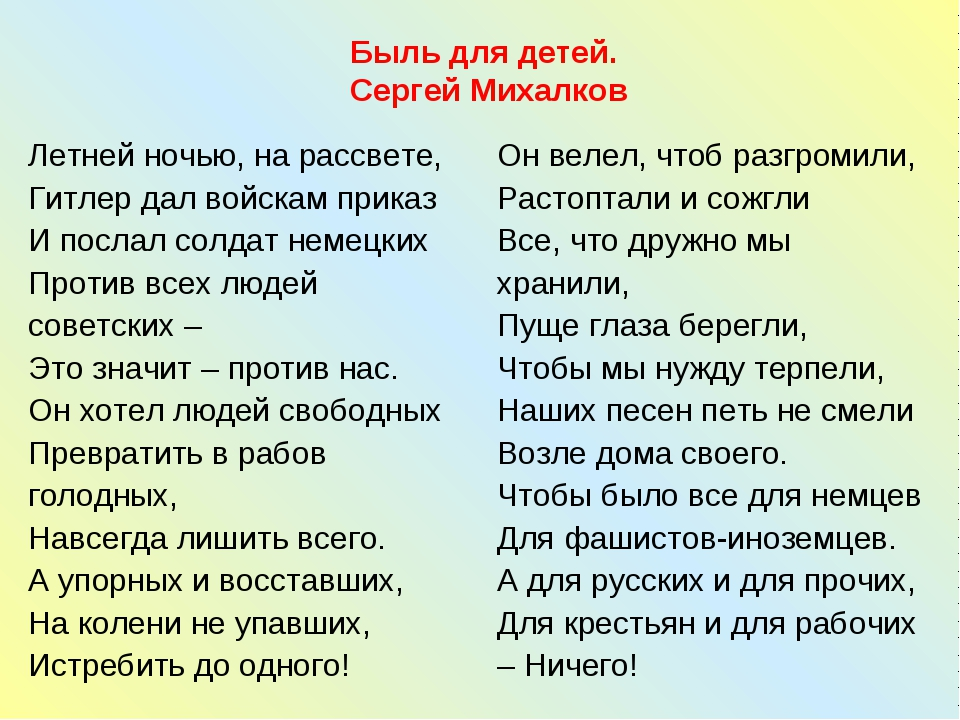 Быль для детей.
Сергей Михалков
Летней ночью, на рассвете,
Гитлер дал войскам приказ
И послал солдат немецких
Против всех людей
советских –
Это значит – против нас.
Он хотел людей свободных
Превратить в рабов
голодных,
Навсегда лишить всего.
А упорных и восставших,
На колени не упавших,
Истребить до одного!
Он велел, чтоб разгромили,
Растоптали и сожгли
Все, что дружно мы
хранили,
Пуще глаза берегли,
Чтобы мы нужду терпели,
Наших песен петь не смели
Возле дома своего.
Чтобы было все для немцев
Для фашистов-иноземцев.
А для русских и для прочих,
Для крестьян и для рабочих
– Ничего!